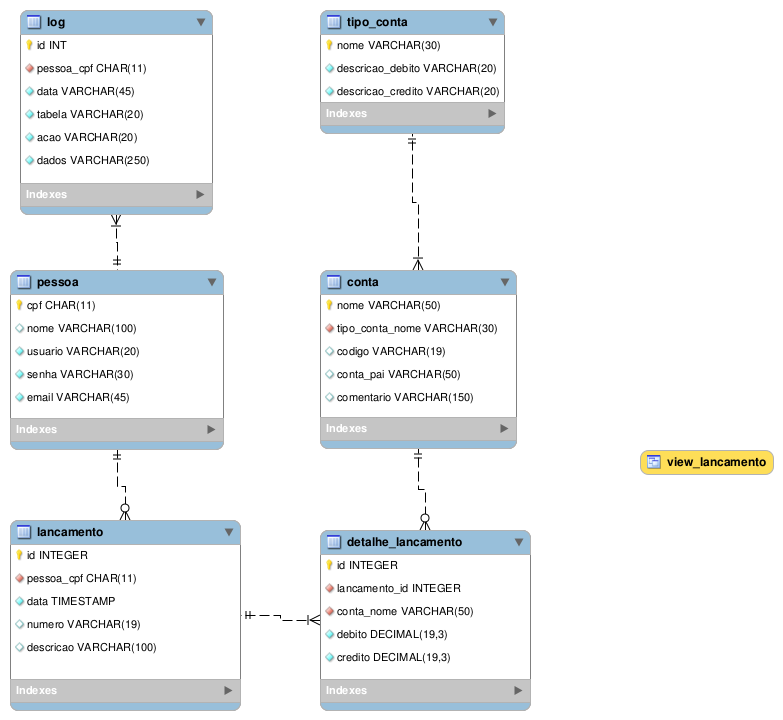 log
id INT
pessoa_cpf CHAR(11)
data VARCHAR(45)
tabela VARCHAR(20)
acao VARCHAR(20)
dados VARCHAR(250)
Indexes
tipo_conta
nome VARCHAR(30)
descricao_debito VARCHAR(20)
descricao_credito VARCHAR(20)
Indexes
pessoa
cpf CHAR(11)
nome VARCHAR(100)
usuario VARCHAR(20)
senha VARCHAR(30)
email VARCHAR(45)
Indexes
conta
nome VARCHAR(50)
tipo_conta_nome VARCHAR(30)
codigo VARCHAR(19)
conta_pai VARCHAR(50)
comentario VARCHAR(150)
Indexes
view_lancamento
lancamento
id INTEGER
pessoa_cpf CHAR(11)
data TIMESTAMP
numero VARCHAR(19)
descricao VARCHAR(100)
Indexes
detalhe_lancamento
id INTEGER
lancamento_id INTEGER
conta_nome VARCHAR(50)
debito DECIMAL(19,3)
credito DECIMAL(19,3)
Indexes